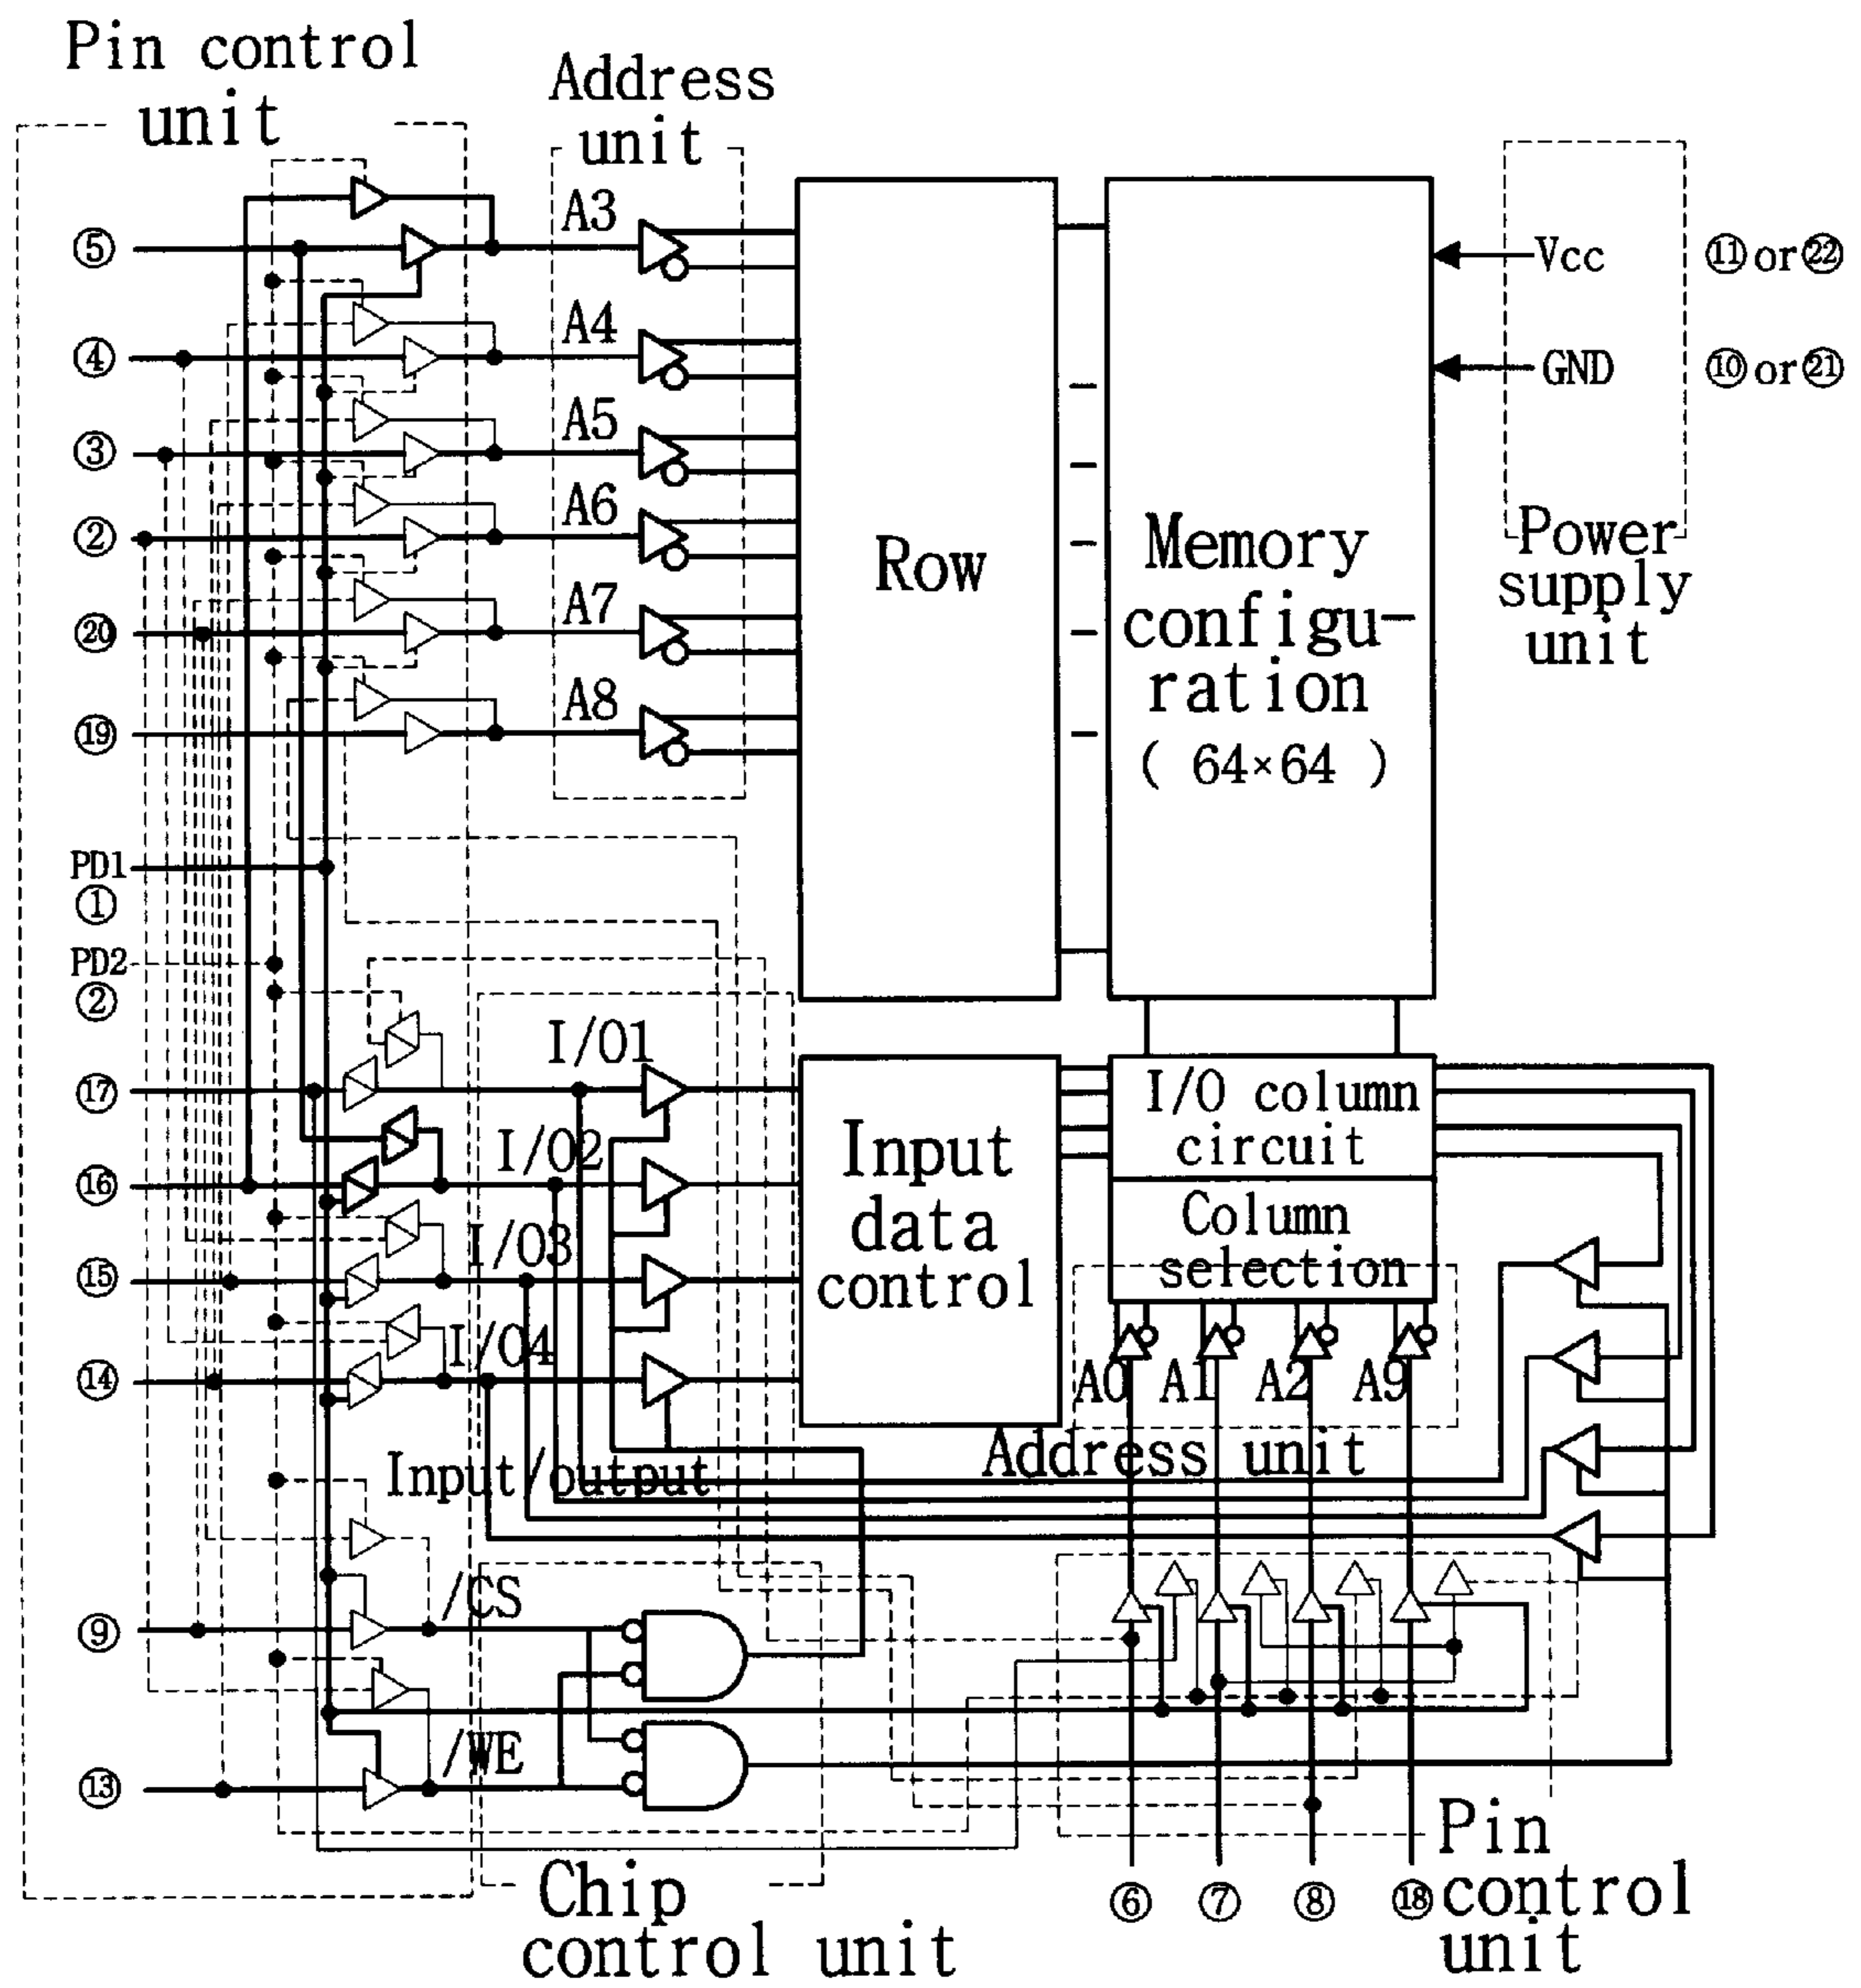 Pin control
unit
Address
unit
⑤
A3
④
A4
③
A5
②
A6
⑳
A7
⑲
A8
PD1
①
PD2
②
Row
Memory
configu-
ration
( 64×64 )
Vcc
⑪or㉒
GND
⑩or㉑
Power
supply
unit
⑰
I/O1
⑯
I/O2
⑮
I/O3
⑭
I/O4
Input
data
control
I/O column
circuit
Column
selection
A0 A1 A2 A9
Address unit
Input/output
⑨
/CS
⑬
/WE
Chip
control unit
⑥ ⑦ ⑧ ⑱
Pin
control
unit